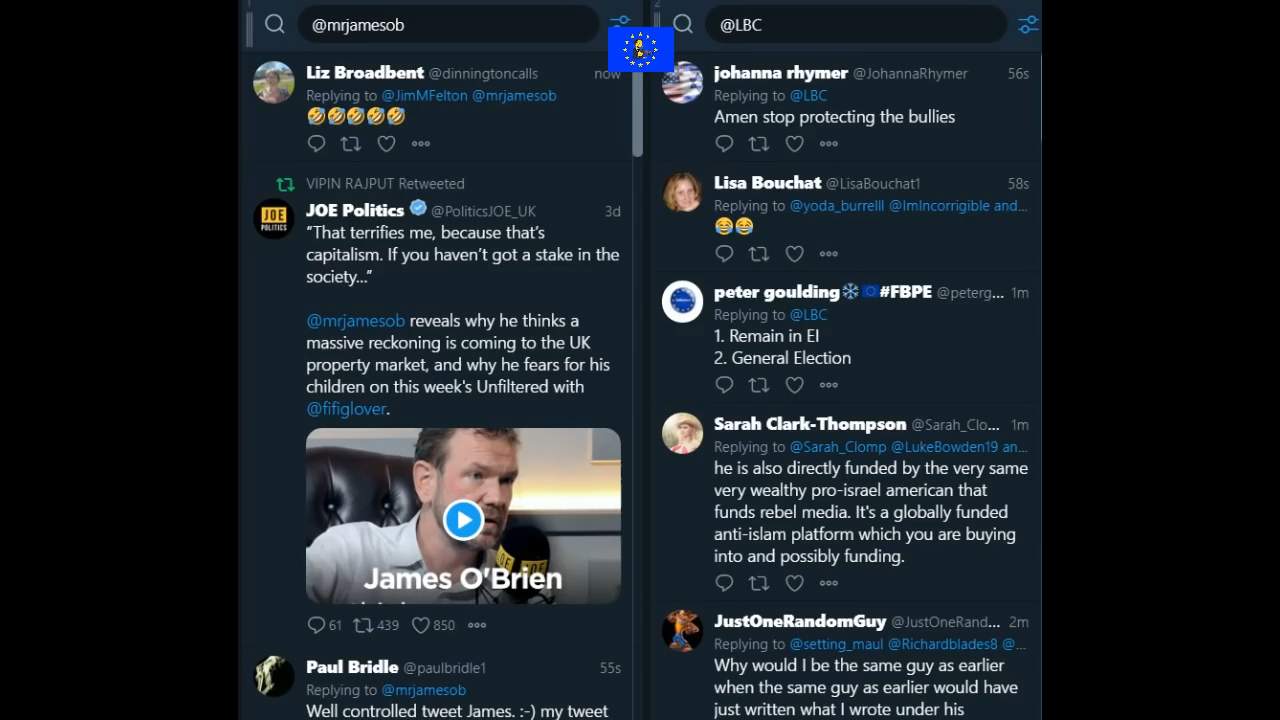 @mrjamesob
Liz Broadbent @dinningtoncalls now
Replying to @JimMFelton @mrjamesob
🤣🤣🤣🤣🤣
VIPIN RAJPUT Retweeted
JOE Politics @PoliticsJOE_UK 3d
JOE
POLITICS
“That terrifies me, because that’s
capitalism. If you haven’t got a stake in the
society...”
@mrjamesob reveals why he thinks a
massive reckoning is coming to the UK
property market, and why he fears for his
children on this week's Unfiltered with
@fifiglover.
JOE JOE
James O'Brien
61 439 850
Paul Bridle @paulbridle1 55s
Replying to @mrjamesob
Well controlled tweet James. :-) my tweet
2
@LBC
johanna rhymer @JohannaRhymer 56s
Replying to @LBC
Amen stop protecting the bullies
Lisa Bouchat @LisaBouchat1 58s
Replying to @yoda_burrelll @ImIncorrigible and...
😂😂
peter goulding❄️🇪🇺#FBPE @peterg... 1m
Replying to @LBC
1. Remain in EI
2. General Election
Sarah Clark-Thompson @Sarah_Clo... 1m
Replying to @Sarah_Clomp @LukeBowden19 an...
he is also directly funded by the very same
very wealthy pro-israel american that
funds rebel media. It's a globally funded
anti-islam platform which you are buying
into and possibly funding.
JustOneRandomGuy @JustOneRand... 2m
Replying to @setting_maul @Richardblades8 @...
Why would I be the same guy as earlier
when the same guy as earlier would have
just written what I wrote under his